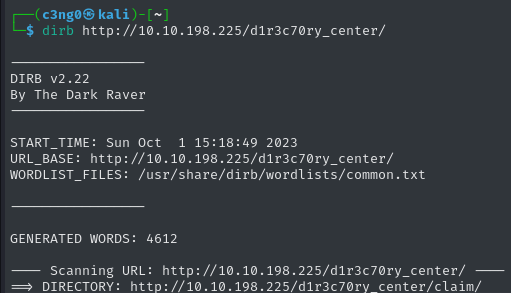 ┌──(c3ng0㉿kali)-[~]
└─$ dirb http://10.10.198.225/d1r3c70ry_center/
-----------------
DIRB v2.22
By The Dark Raver
-----------------
START_TIME: Sun Oct  1 15:18:49 2023
URL_BASE: http://10.10.198.225/d1r3c70ry_center/
WORDLIST_FILES: /usr/share/dirb/wordlists/common.txt
-----------------
GENERATED WORDS: 4612
---- Scanning URL: http://10.10.198.225/d1r3c70ry_center/ ----
==> DIRECTORY: http://10.10.198.225/d1r3c70ry_center/claim/